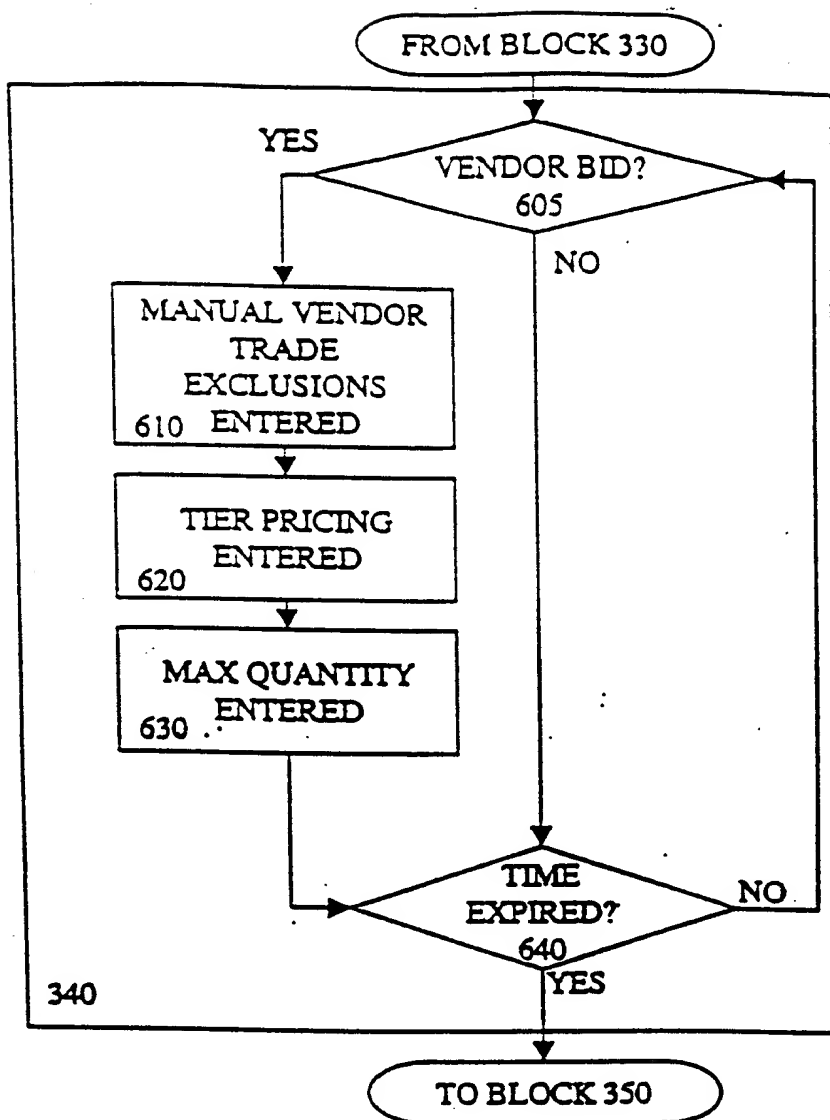 FROM BLOCK 330
YES
VENDOR BID?
605
NO
MANUAL VENDOR
TRADE
EXCLUSIONS
ENTERED
610
TIER PRICING
ENTERED
620
MAX QUANTITY
ENTERED
630
TIME
EXPIRED?
640
NO
YES
340
TO BLOCK 350